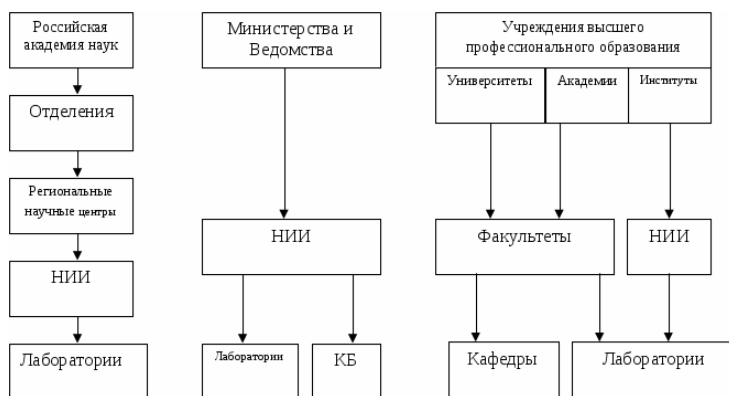 Российская
академия наук
Министерства и
Ведомства
Учреждения высшего
профессионального образования
Университеты
Академии
Институты
Отделения
Региональные
научные центры
НИИ
Факультеты
НИИ
НИИ
Лаборатории
Лаборатории
КБ
Кафедры
Лаборатории